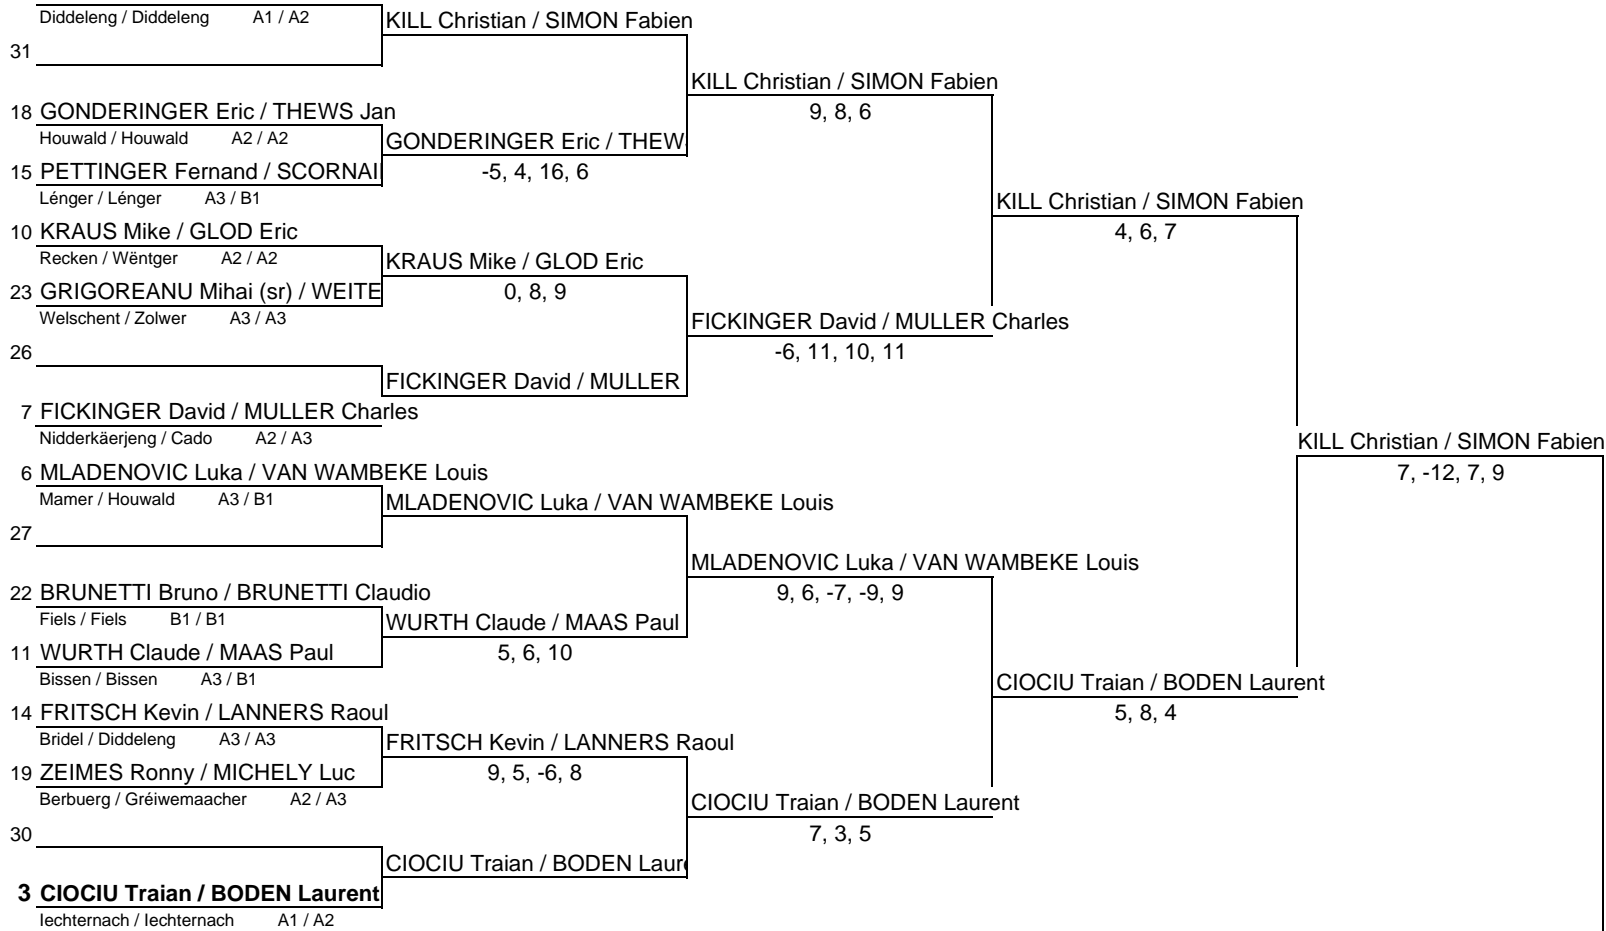 Diddeleng / Diddeleng A1 / A2
KILL Christian / SIMON Fabien
31
KILL Christian / SIMON Fabien
9, 8, 6
18 GONDERINGER Eric / THEWS Jan
Houwald / Houwald A2 / A2
GONDERINGER Eric / THEW
-5, 4, 16, 6
15 PETTINGER Fernand / SCORNAI
Lénger / Lénger A3 / B1
KILL Christian / SIMON Fabien
4, 6, 7
10 KRAUS Mike / GLOD Eric
Recken / Wëntger A2 / A2
KRAUS Mike / GLOD Eric
0, 8, 9
23 GRIGOREANU Mihai (sr) / WEITE
Welschent / Zolwer A3 / A3
FICKINGER David / MULLER Charles
-6, 11, 10, 11
26
FICKINGER David / MULLER
7 FICKINGER David / MULLER Charles
Nidderkäerjeng / Cado A2 / A3
KILL Christian / SIMON Fabien
7, -12, 7, 9
6 MLADENOVIC Luka / VAN WAMBEKE Louis
Mamer / Houwald A3 / B1
MLADENOVIC Luka / VAN WAMBEKE Louis
27
MLADENOVIC Luka / VAN WAMBEKE Louis
9, 6, -7, -9, 9
22 BRUNETTI Bruno / BRUNETTI Claudio
Fiels / Fiels B1 / B1
WURTH Claude / MAAS Paul
5, 6, 10
11 WURTH Claude / MAAS Paul
Bissen / Bissen A3 / B1
CIOCIU Traian / BODEN Laurent
5, 8, 4
14 FRITSCH Kevin / LANNERS Raoul
Bridel / Diddeleng A3 / A3
FRITSCH Kevin / LANNERS Raoul
9, 5, -6, 8
19 ZEIMES Ronny / MICHELY Luc
Berbuerg / Gréiwemaacher A2 / A3
CIOCIU Traian / BODEN Laurent
7, 3, 5
30
CIOCIU Traian / BODEN Laur
3 CIOCIU Traian / BODEN Laurent
Iechternach / Iechternach A1 / A2